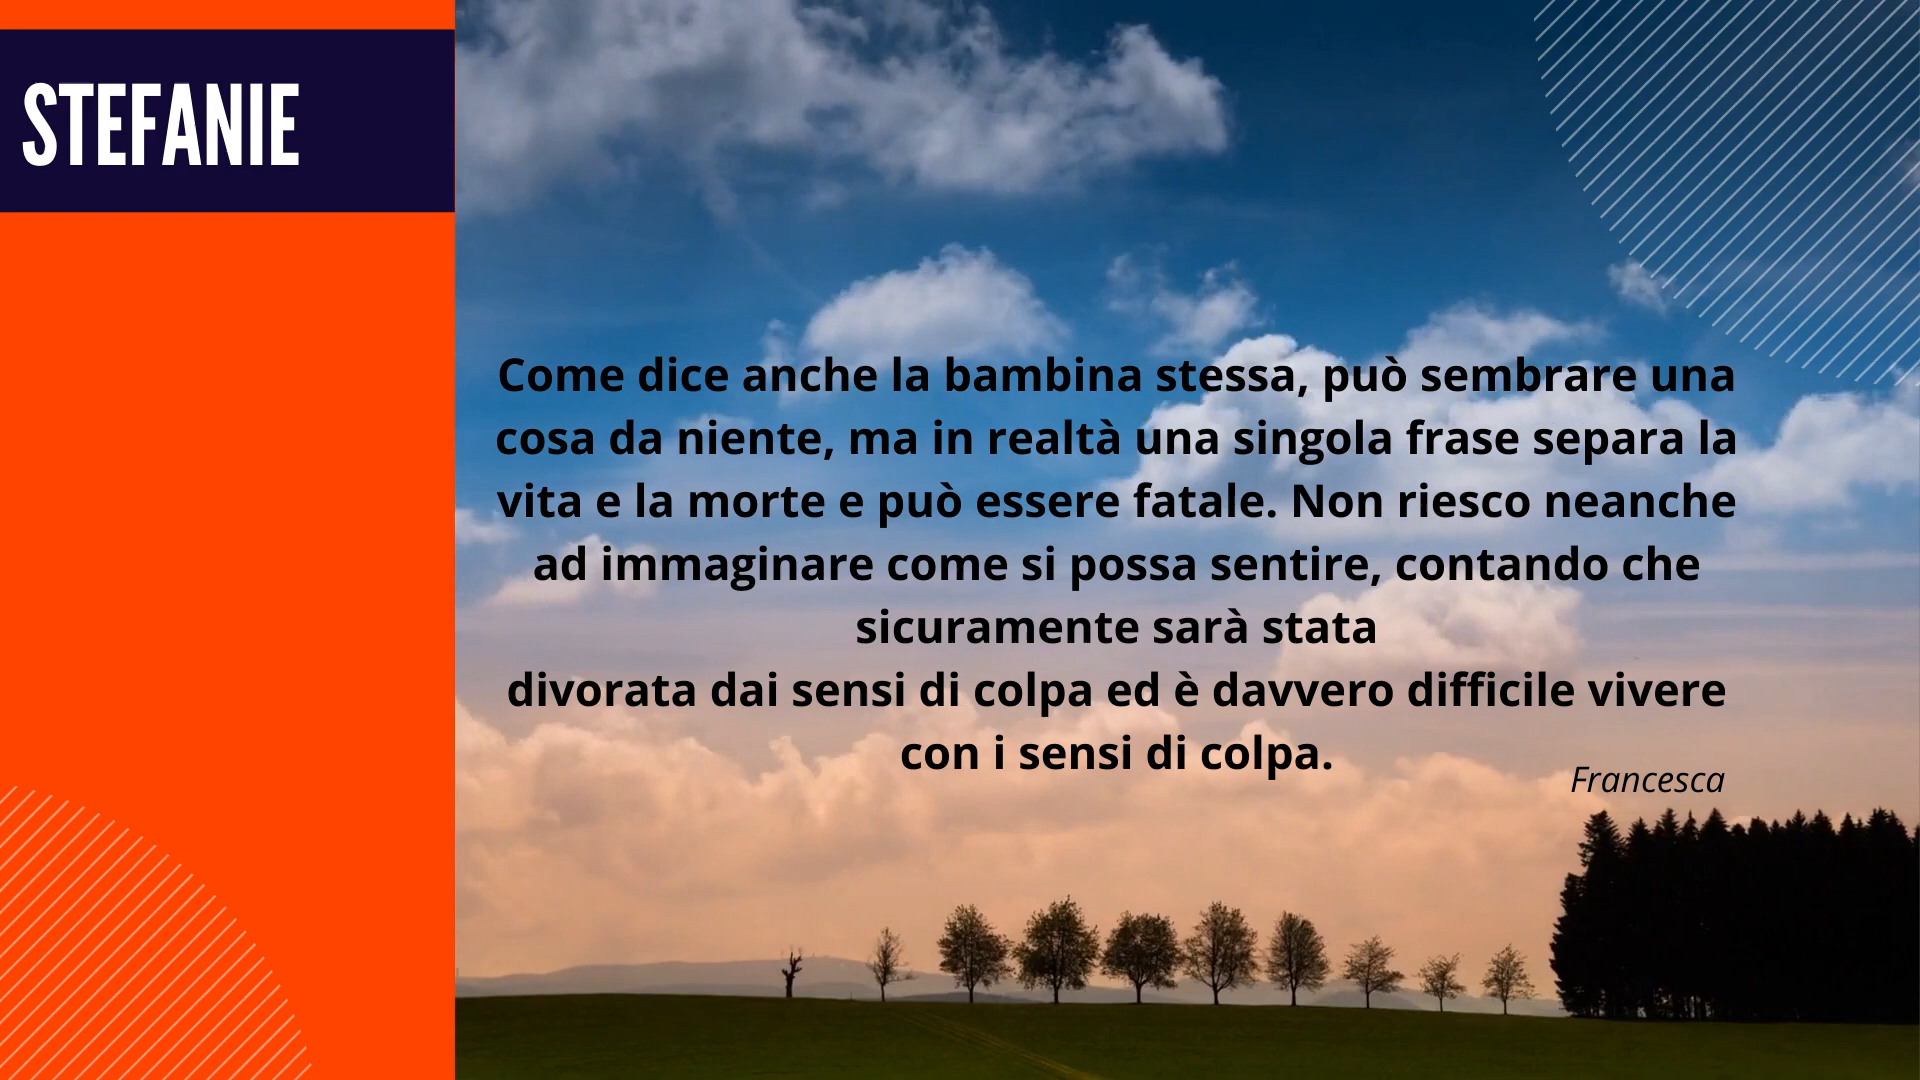 STEFANIE
Come dice anche la bambina stessa, può sembrare una
cosa da niente, ma in realtà una singola frase separa la
vita e la morte e può essere fatale. Non riesco neanche
ad immaginare come si possa sentire, contando che
sicuramente sarà stata
divorata dai sensi di colpa ed è davvero difficile vivere
con i sensi di colpa.
Francesca